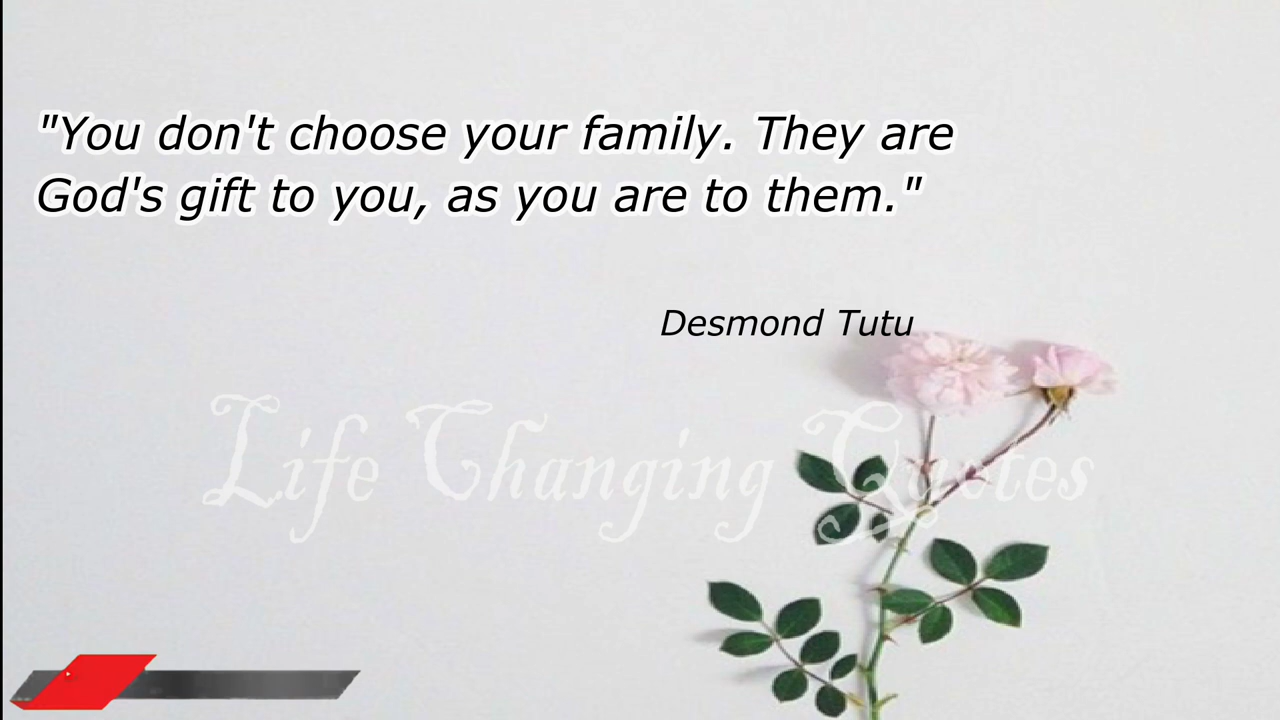 "You don't choose your family. They are
God's gift to you, as you are to them."
Desmond Tutu
Life Changing Quotes